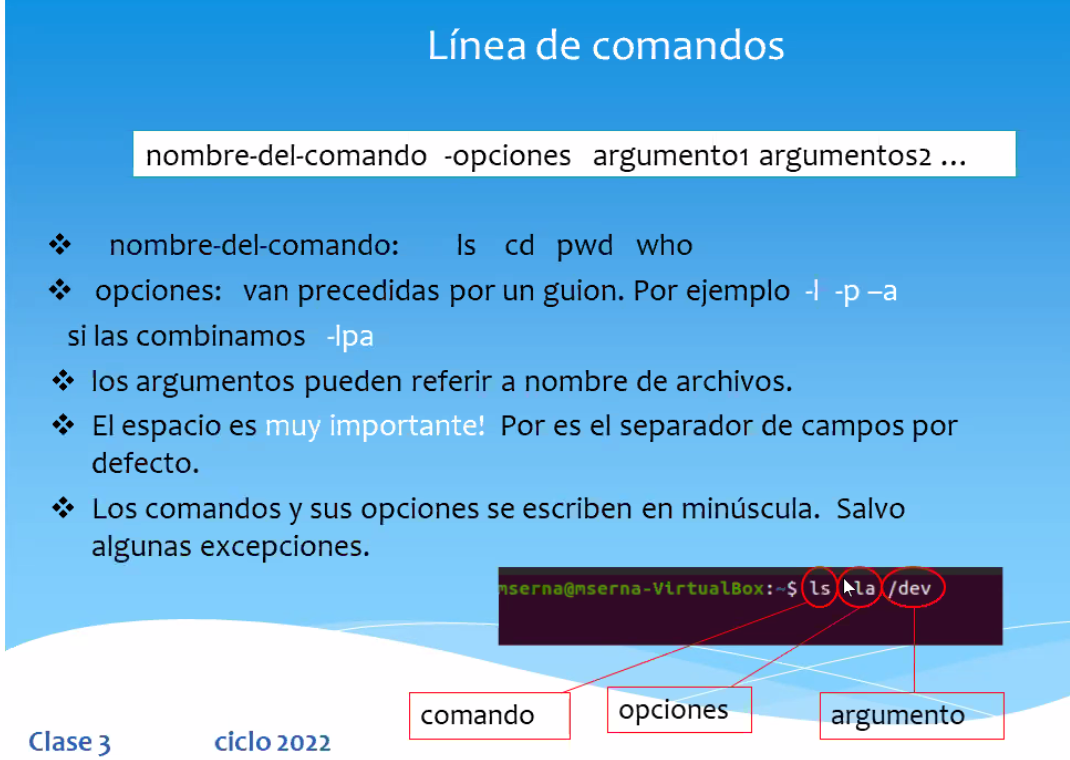 Línea de comandos
nombre-del-comando -opciones argumento1 argumentos2 ...
❖ nombre-del-comando: ls cd pwd who
❖ opciones: van precedidas por un guion. Por ejemplo -l -p –a
si las combinamos -lpa
❖ los argumentos pueden referir a nombre de archivos.
❖ El espacio es muy importante! Por es el separador de campos por
defecto.
❖ Los comandos y sus opciones se escriben en minúscula. Salvo
algunas excepciones.
mserna@mserna-VirtualBox:~$ ls -la /dev
comando opciones argumento
Clase 3 ciclo 2022